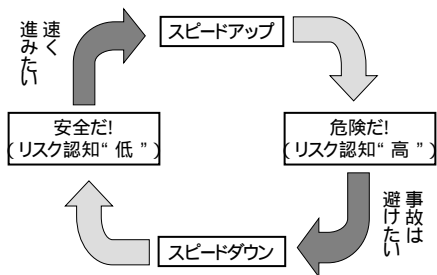 速く
進みたい
スピードアップ
安全だ!
(リスク認知“低”)
危険だ!
(リスク認知“高”)
事故は
避けたい
スピードダウン